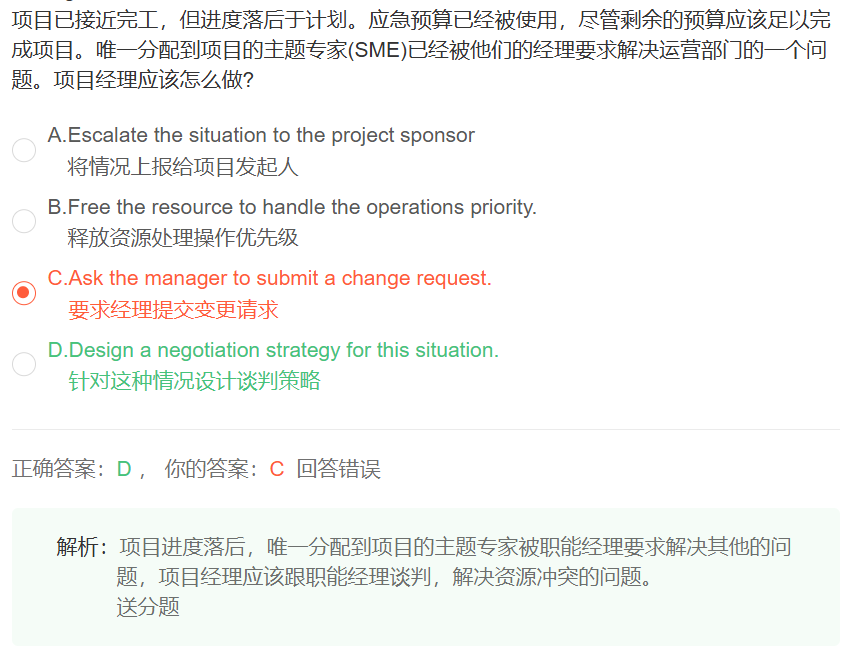 项目已接近完工，但进度落后于计划。应急预算已经被使用，尽管剩余的预算应该足以完
成项目。唯一分配到项目的主题专家(SME)已经被他们的经理要求解决运营部门的一个问
题。项目经理应该怎么做?
A.Escalate the situation to the project sponsor
将情况上报给项目发起人
B.Free the resource to handle the operations priority.
释放资源处理操作优先级
C.Ask the manager to submit a change request.
要求经理提交变更请求
D.Design a negotiation strategy for this situation.
针对这种情况设计谈判策略
正确答案：D， 你的答案：C 回答错误
解析：项目进度落后，唯一分配到项目的主题专家被职能经理要求解决其他的问
题，项目经理应该跟职能经理谈判，解决资源冲突的问题。
送分题